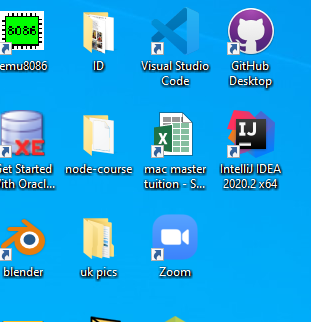 8086
emu8086
ID
Visual Studio
Code
GitHub
Desktop
XE
Get Started
With Oracl...
node-course
X
mac master
tuition - S...
IJ
IntelliJ IDEA
2020.2 x64
blender
uk pics
Zoom